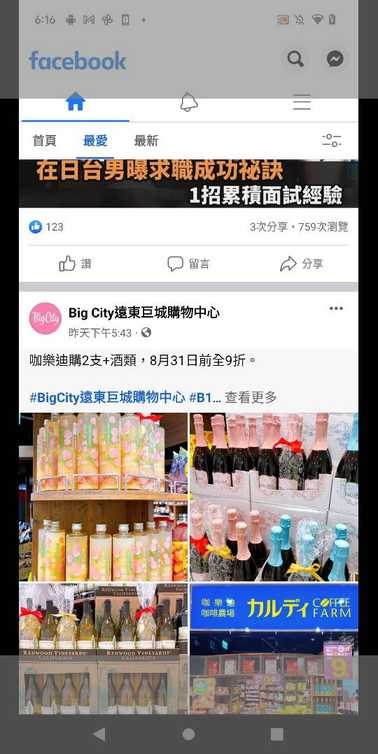 6:16
facebook
首頁
最愛
最新
在日台男曝求職成功祕訣
1招累積面試經驗
123
3次分享・759次瀏覽
讚
留言
分享
BigCity
Big City遠東巨城購物中心
昨天下午5:43 ·
咖樂迪購2支+酒類，8月31日前全9折。
#BigCity遠東巨城購物中心 #B1... 查看更多
REDWOOD VINEYARDS
REDWOOD VINEYARDS
咖樂迪
咖啡農場
カルディ
COFFEE
FARM
9